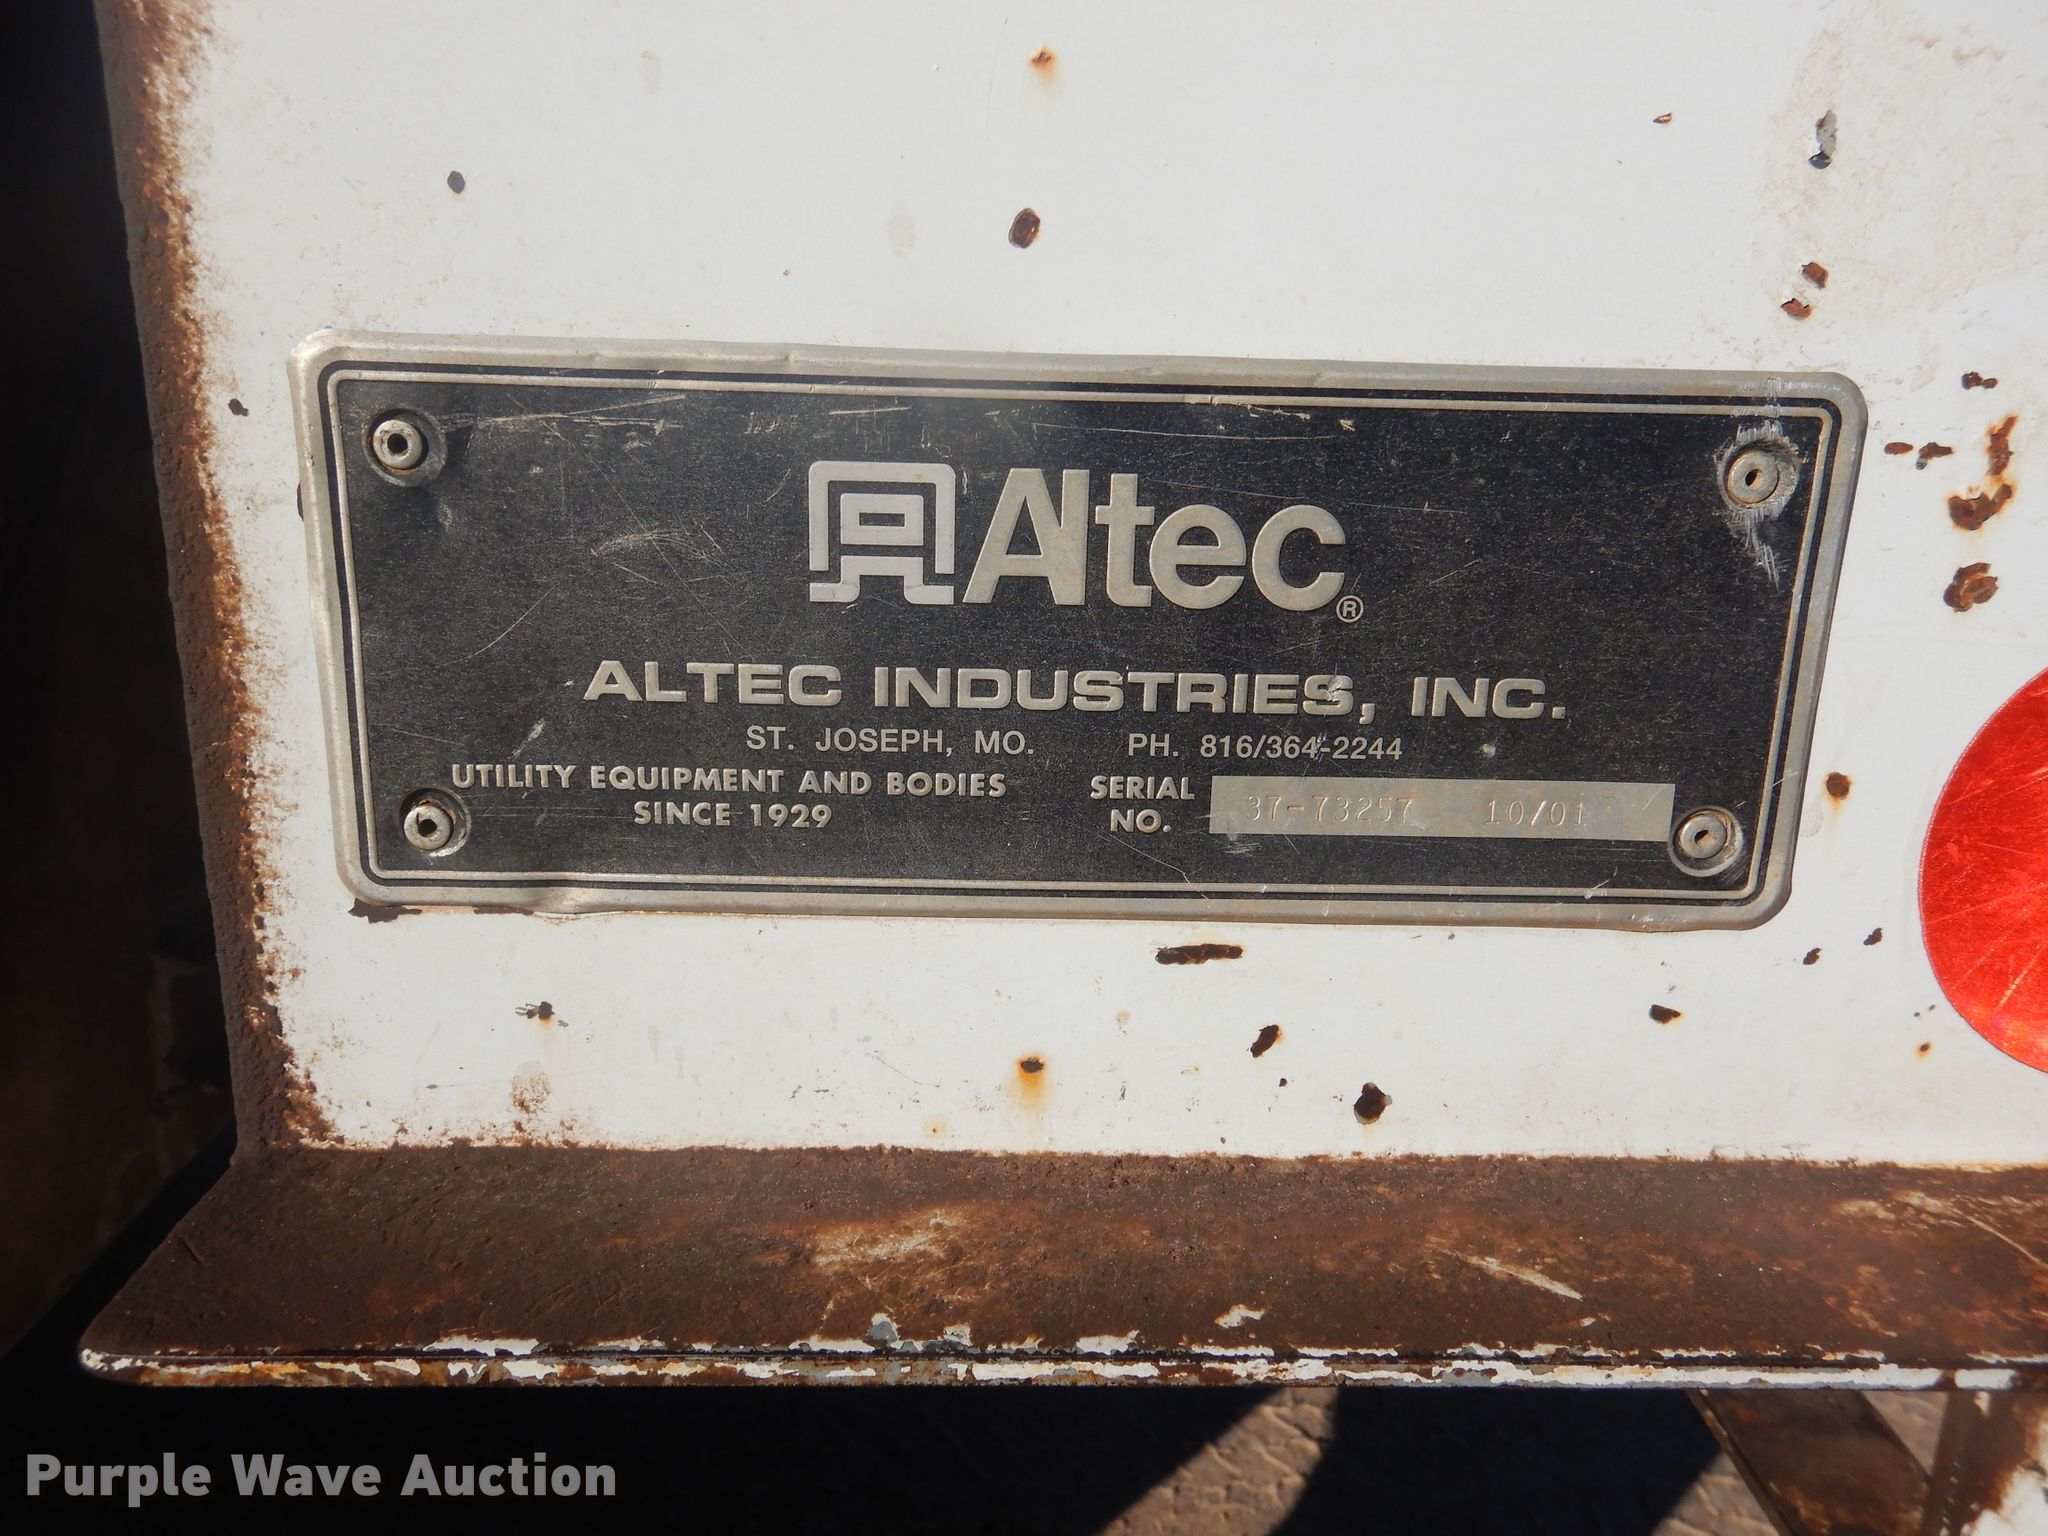 Altec®
ALTEC INDUSTRIES, INC.
ST. JOSEPH, MO. PH. 816/364-2244
UTILITY EQUIPMENT AND BODIES
SINCE 1929
SERIAL
NO. 37-73257 10/01
Purple Wave Auction